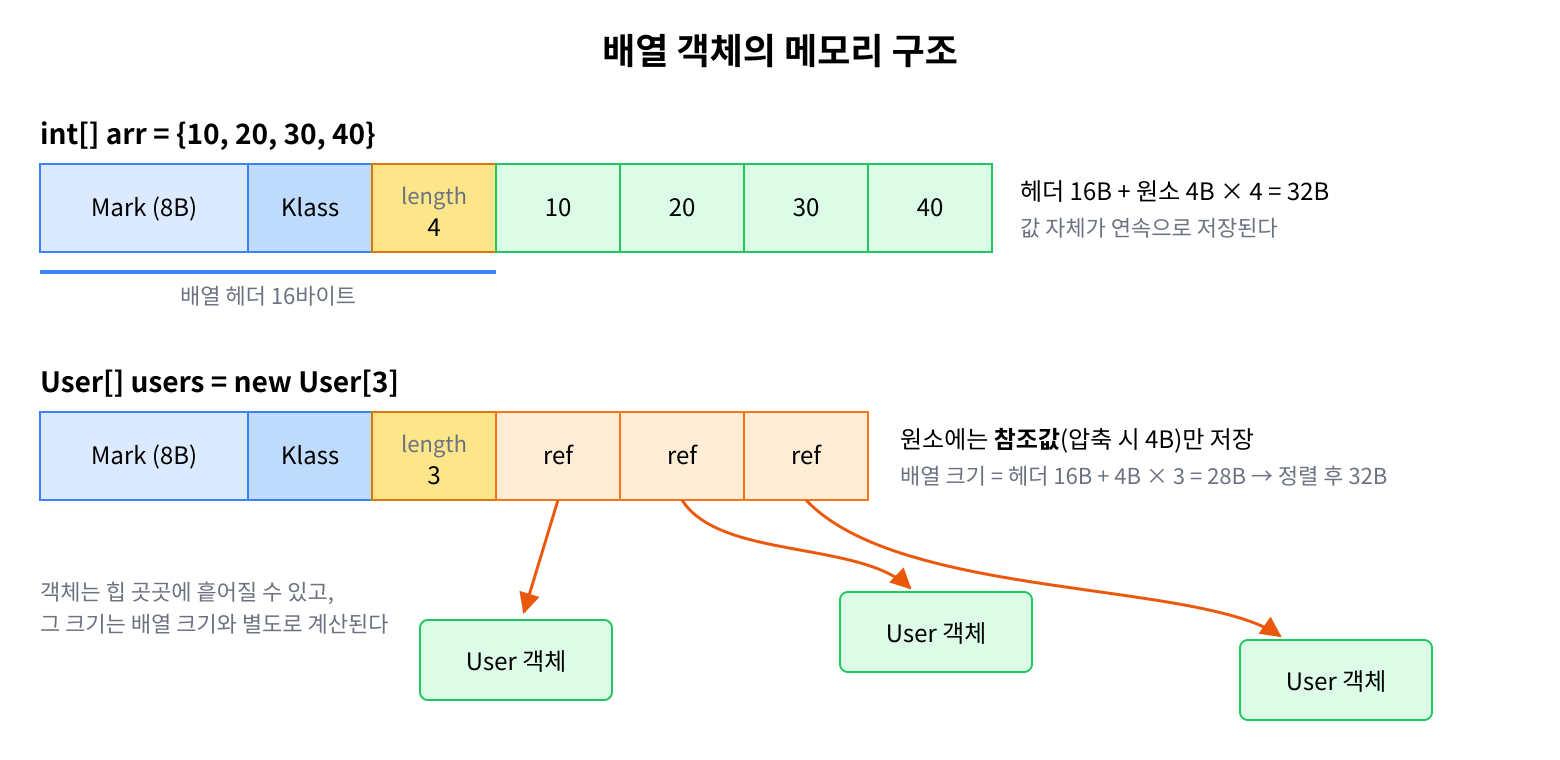 배열 객체의 메모리 구조
int[] arr = {10, 20, 30, 40}
Mark (8B)
Klass
length
4
10
20
30
40
헤더 16B + 원소 4B × 4 = 32B
값 자체가 연속으로 저장된다
배열 헤더 16바이트
User[] users = new User[3]
Mark (8B)
Klass
length
3
ref
ref
ref
원소에는 참조값(압축 시 4B)만 저장
배열 크기 = 헤더 16B + 4B × 3 = 28B → 정렬 후 32B
객체는 힙 곳곳에 흩어질 수 있고,
그 크기는 배열 크기와 별도로 계산된다
User 객체
User 객체
User 객체